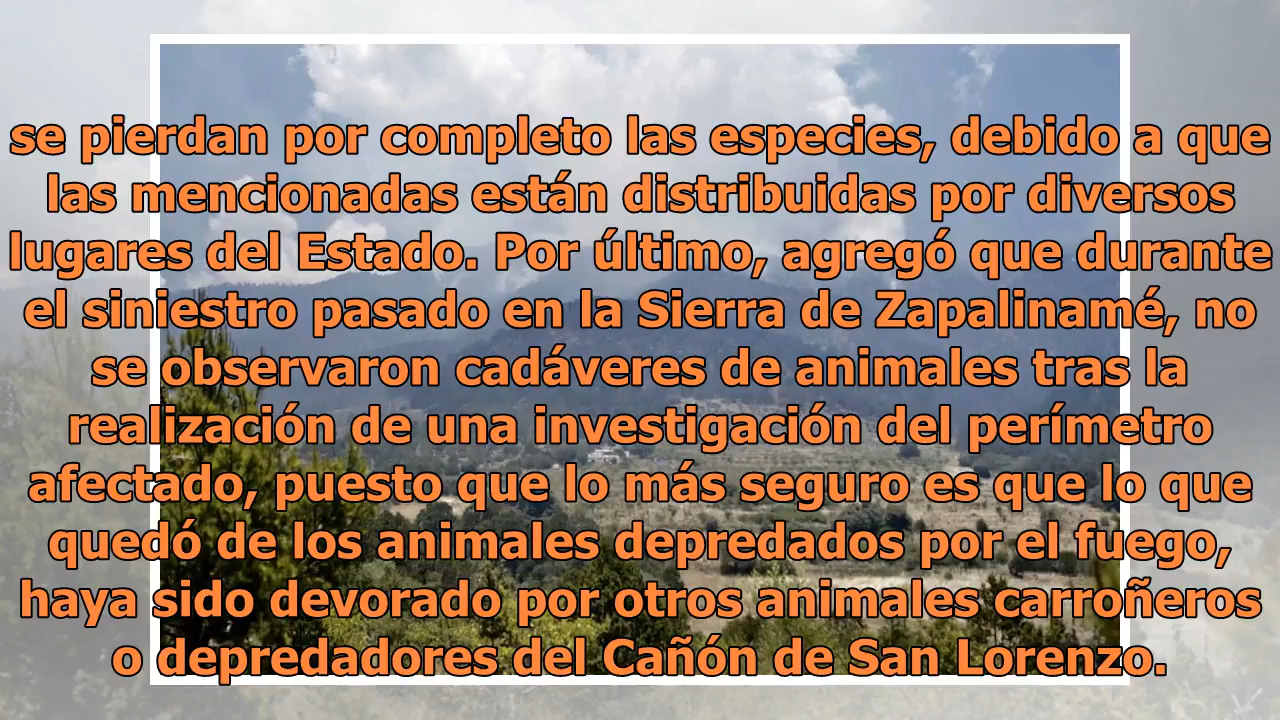 se pierdan por completo las especies, debido a que
las mencionadas están distribuidas por diversos
lugares del Estado. Por último, agregó que durante
el siniestro pasado en la Sierra de Zapalinamé, no
se observaron cadáveres de animales tras la
realización de una investigación del perímetro
afectado, puesto que lo más seguro es que lo que
quedó de los animales depredados por el fuego,
haya sido devorado por otros animales carroñeros
o depredadores del Cañón de San Lorenzo.